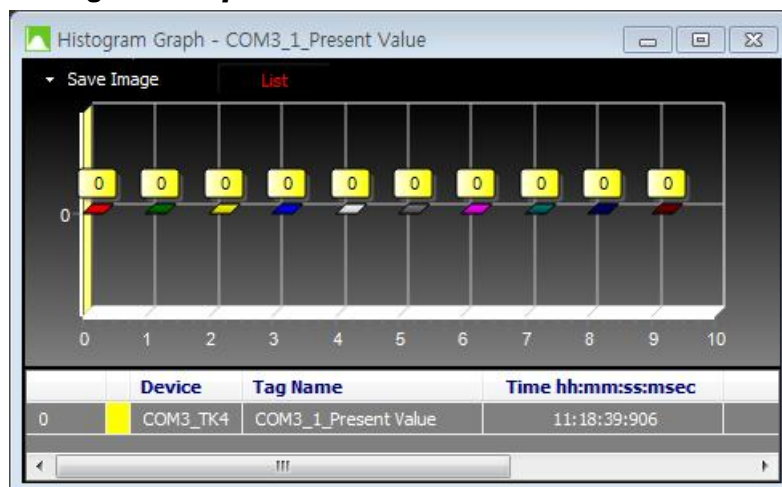 Histogram Graph - COM3_1_Present Value
Save Image List
0 0 0 0 0 0 0 0 0 0
0
0 1 2 3 4 5 6 7 8 9 10
Device Tag Name Time hh:mm:ss:msec
0 COM3_TK4 COM3_1_Present Value 11:18:39:906